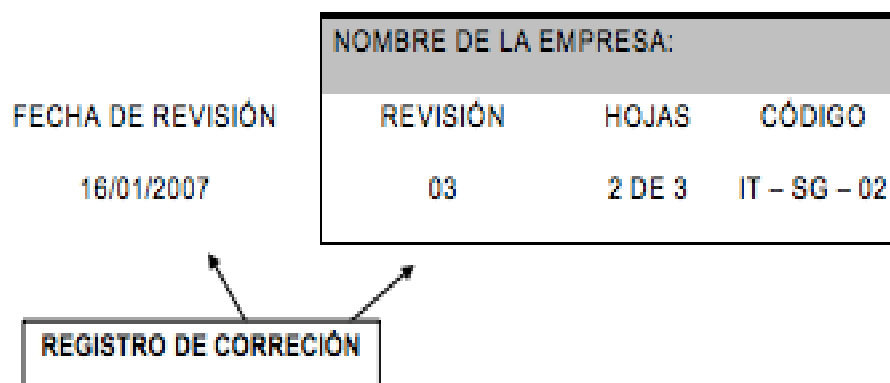 NOMBRE DE LA EMPRESA:
FECHA DE REVISIÓN REVISIÓN HOJAS CÓDIGO
16/01/2007 03 2 DE 3 IT – SG – 02
REGISTRO DE CORRECIÓN